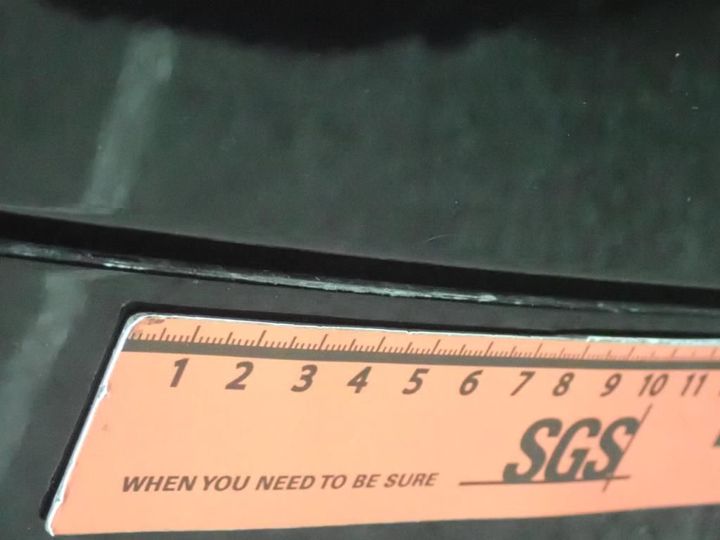 1 2 3 4 5 6 7 8 9 10 11
SGS
WHEN YOU NEED TO BE SURE